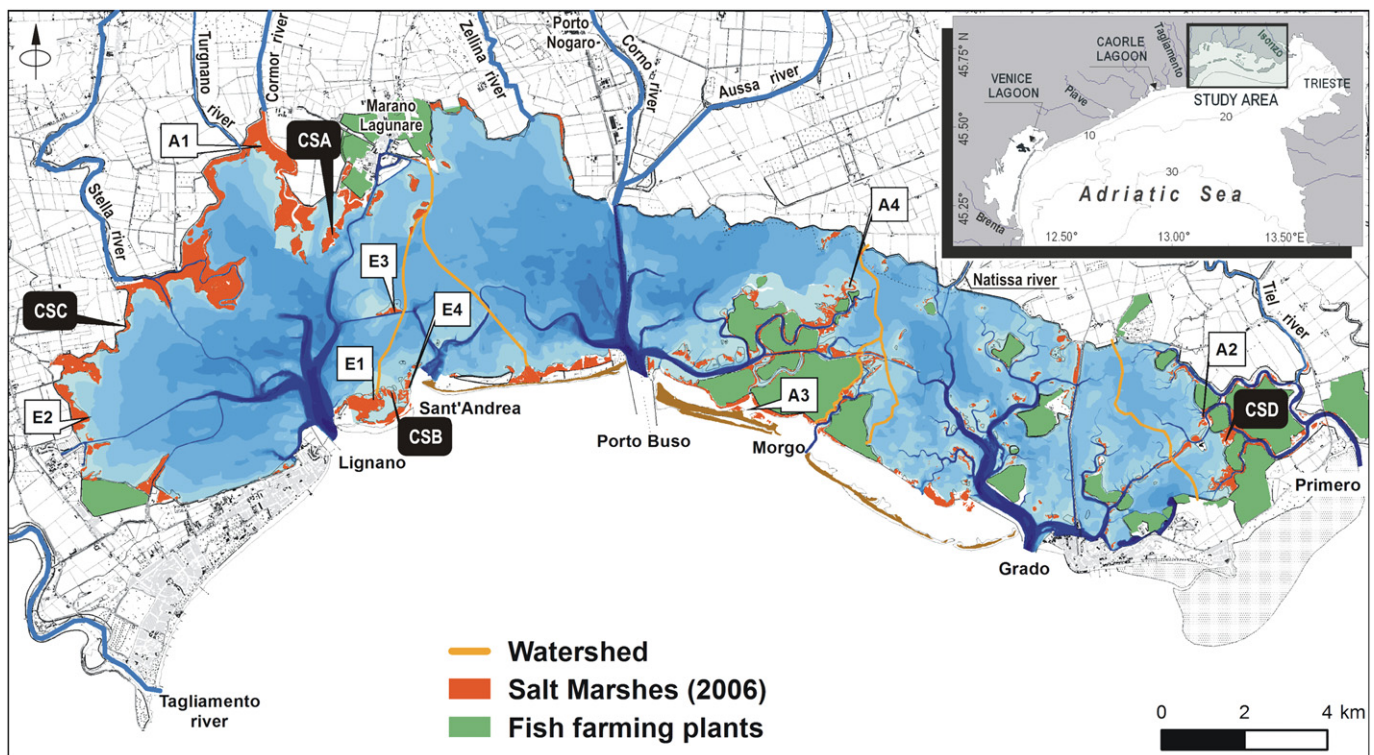 Turgnano
river
Cormor river
Zellina river
Porto
Nogaro
Corno
river
Aussa river
Marano
Lagunare
Stella
river
A1
CSA
CSC
E3
E4
E1
E2
CSB
Lignano
Sant'Andrea
Porto Buso
Morgo
A3
A4
Natissa river
Tiel
river
A2
CSD
Primero
Grado
Tagliamento
river
45.75° N
45.50°
45.25°
VENICE
LAGOON
CAORLE
LAGOON
Tagliamento
Isonzo
TRIESTE
STUDY AREA
Piave
Brenta
10
20
30
Adriatic Sea
12.50°
13.00°
13.50°E
Watershed
Salt Marshes (2006)
Fish farming plants
0 2 4 km